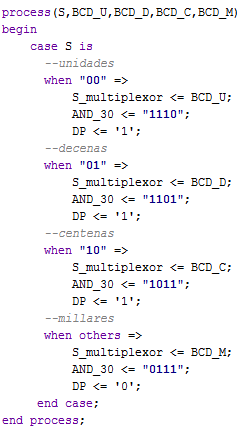 process(S,BCD_U,BCD_D,BCD_C,BCD_M)
begin
case S is
--unidades
when "00" =>
S_multiplexor <= BCD_U;
AND_30 <= "1110";
DP <= '1';
--decenas
when "01" =>
S_multiplexor <= BCD_D;
AND_30 <= "1101";
DP <= '1';
--centenas
when "10" =>
S_multiplexor <= BCD_C;
AND_30 <= "1011";
DP <= '1';
--millares
when others =>
S_multiplexor <= BCD_M;
AND_30 <= "0111";
DP <= '0';
end case;
end process;